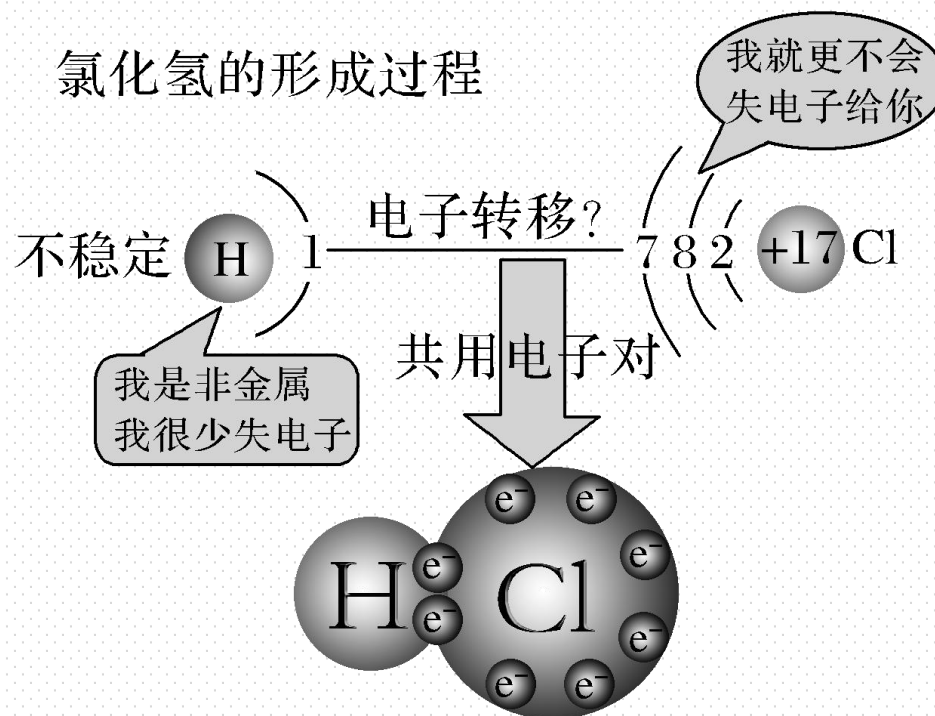 氯化氢的形成过程
我就更不会
失电子给你
电子转移?
不稳定 H 1 7 8 2 +17 Cl
共用电子对
我是非金属
我很少失电子
e⁻ e⁻
e⁻ e⁻
H Cl
e⁻ e⁻
e⁻ e⁻